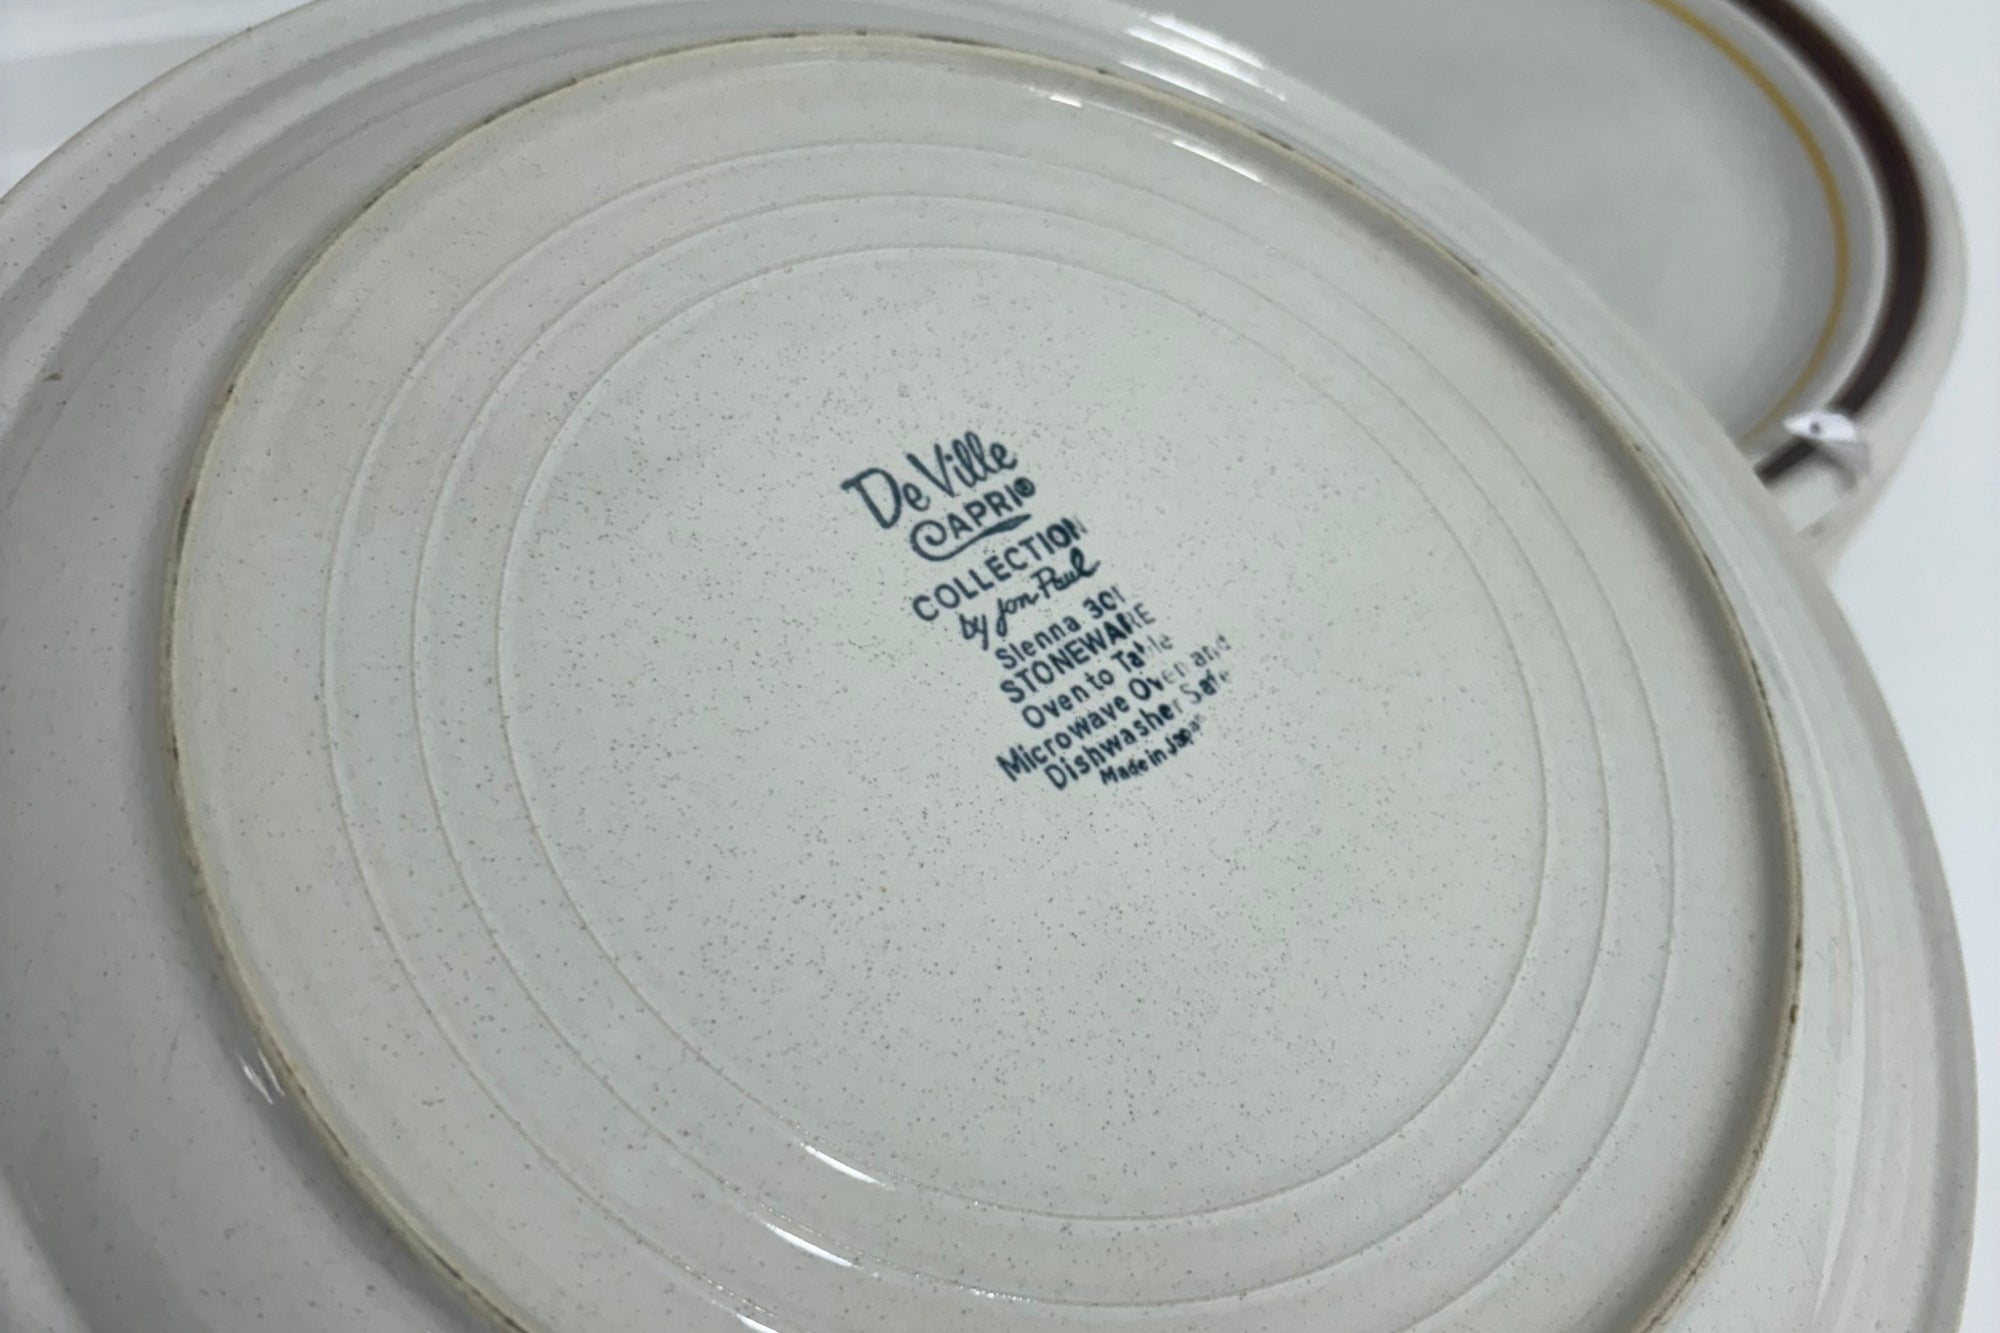 De Ville
CAPRI®
COLLECTION
by Jon Paul
Sienna 301
STONEWARE
Oven to Table
Microwave Oven and
Dishwasher Safe
Made in Japan